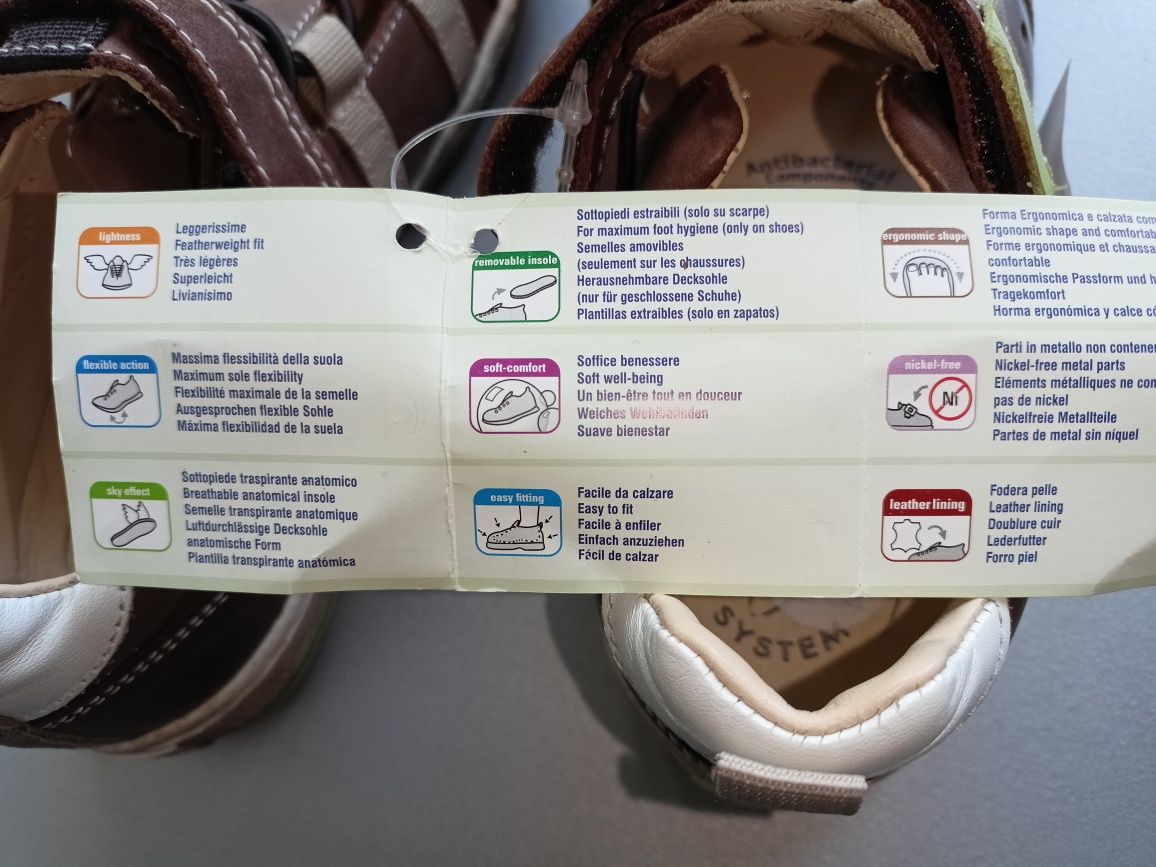 Antibacterial
Component
lightness
Leggerissime
Featherweight fit
Très légères
Superleicht
Livianísimo
removable insole
Sottopiedi estraibili (solo su scarpe)
For maximum foot hygiene (only on shoes)
Semelles amovibles
(seulement sur les chaussures)
Herausnehmbare Decksohle
(nur für geschlossene Schuhe)
Plantillas extraibles (solo en zapatos)
ergonomic shape
Forma Ergonomica e calzata
Ergonomic shape and
Forme ergonomique et
confortable
Ergonomische Passform und
Tragekomfort
Horma ergonómica y calce
flexible action
Massima flessibilità della suola
Maximum sole flexibility
Flexibilité maximale de la semelle
Ausgesprochen flexible Sohle
Máxima flexibilidad de la suela
soft-comfort
Soffice benessere
Soft well-being
Un bien-être tout en douceur
Weiches Wohlbefinden
Suave bienestar
nickel-free
Ni
Parti in metallo non
Nickel-free metal parts
Eléments métalliques ne
pas de nickel
Nickelfreie Metallteile
Partes de metal sin níquel
sky effect
Sottopiede traspirante anatomico
Breathable anatomical insole
Semelle transpirante anatomique
Luftdurchlässige Decksohle
anatomische Form
Plantilla transpirante anatómica
easy fitting
Facile da calzare
Easy to fit
Facile à enfiler
Einfach anzuziehen
Fácil de calzar
leather lining
Fodera pelle
Leather lining
Doublure cuir
Lederfutter
Forro piel
SYSTEM